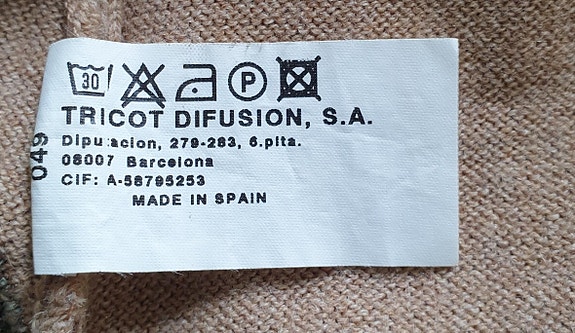 30 P
TRICOT DIFUSION, S.A.
Dipu:acion, 279-283, 6.plta.
08007 Barcelona
CIF: A-58795253
MADE IN SPAIN
049